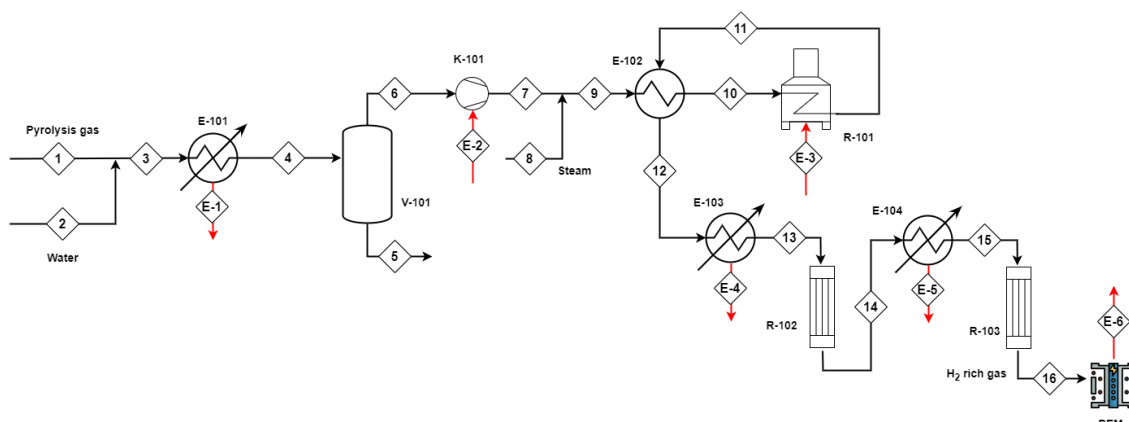 11
K-101
E-102
6
7
9
10
E-101
R-101
Pyrolysis gas
E-2
1
3
4
8
E-3
Steam
12
V-101
E-1
E-103
E-104
2
13
15
Water
5
E-4
E-5
14
R-102
R-103
E-6
H₂ rich gas
16